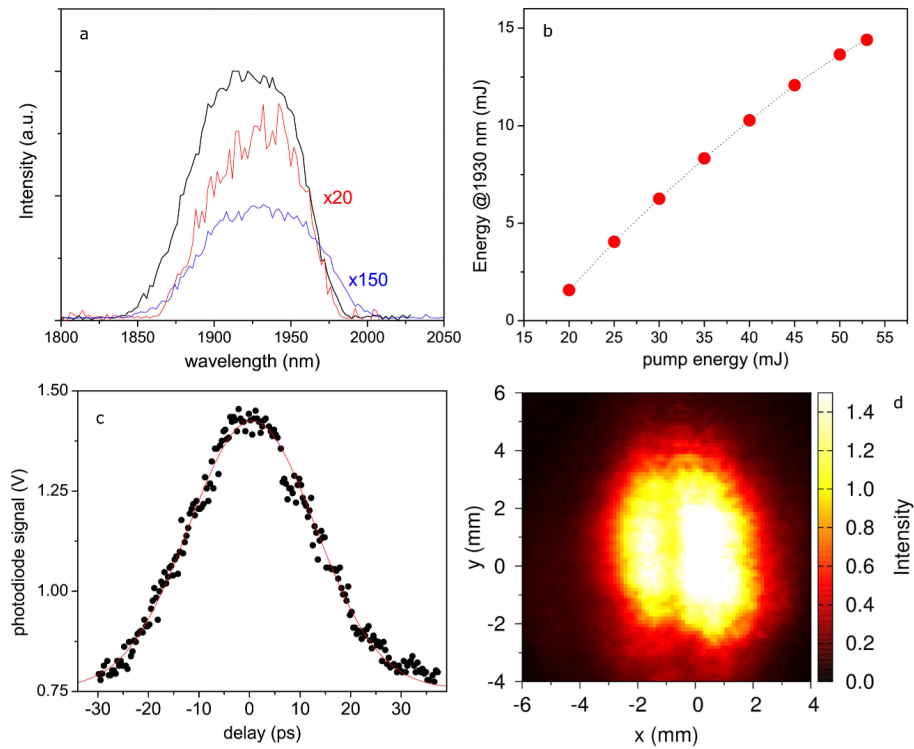 a
Intensity (a.u.)
x20
x150
1800 1850 1900 1950 2000 2050
wavelength (nm)
b
15
10
5
0
Energy @1930 nm (mJ)
15 20 25 30 35 40 45 50 55
pump energy (mJ)
c
1.50
1.25
1.00
0.75
photodiode signal (V)
-30 -20 -10 0 10 20 30
delay (ps)
d
6
4
2
0
-2
-4
y (mm)
-6 -4 -2 0 2 4
x (mm)
1.4
1.2
1.0
0.8
0.6
0.4
0.2
0.0
Intensity